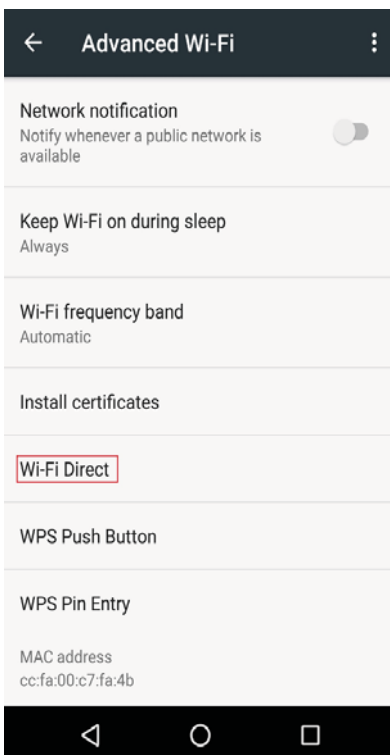 Advanced Wi-Fi
Network notification
Notify whenever a public network is
available
Keep Wi-Fi on during sleep
Always
Wi-Fi frequency band
Automatic
Install certificates
Wi-Fi Direct
WPS Push Button
WPS Pin Entry
MAC address
cc:fa:00:c7:fa:4b